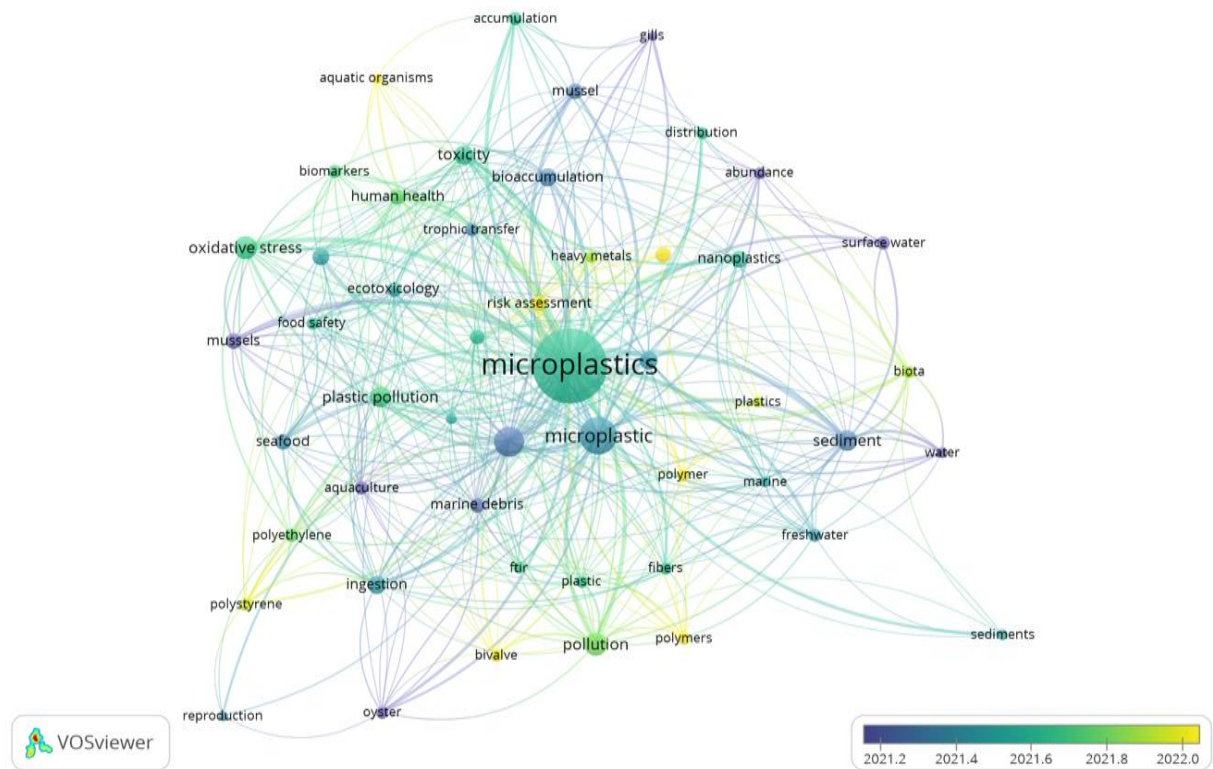 accumulation
gills
aquatic organisms
mussel
distribution
toxicity
biomarkers
bioaccumulation
abundance
human health
trophic transfer
surface water
oxidative stress
heavy metals
nanoplastics
ecotoxicology
risk assessment
food safety
mussels
microplastics
biota
plastic pollution
plastics
seafood
microplastic
sediment
water
polymer
marine
aquaculture
marine debris
polyethylene
freshwater
ftir
fibers
ingestion
plastic
polystyrene
sediments
pollution
polymers
bivalve
reproduction
oyster
VOSviewer
2021.2 2021.4 2021.6 2021.8 2022.0